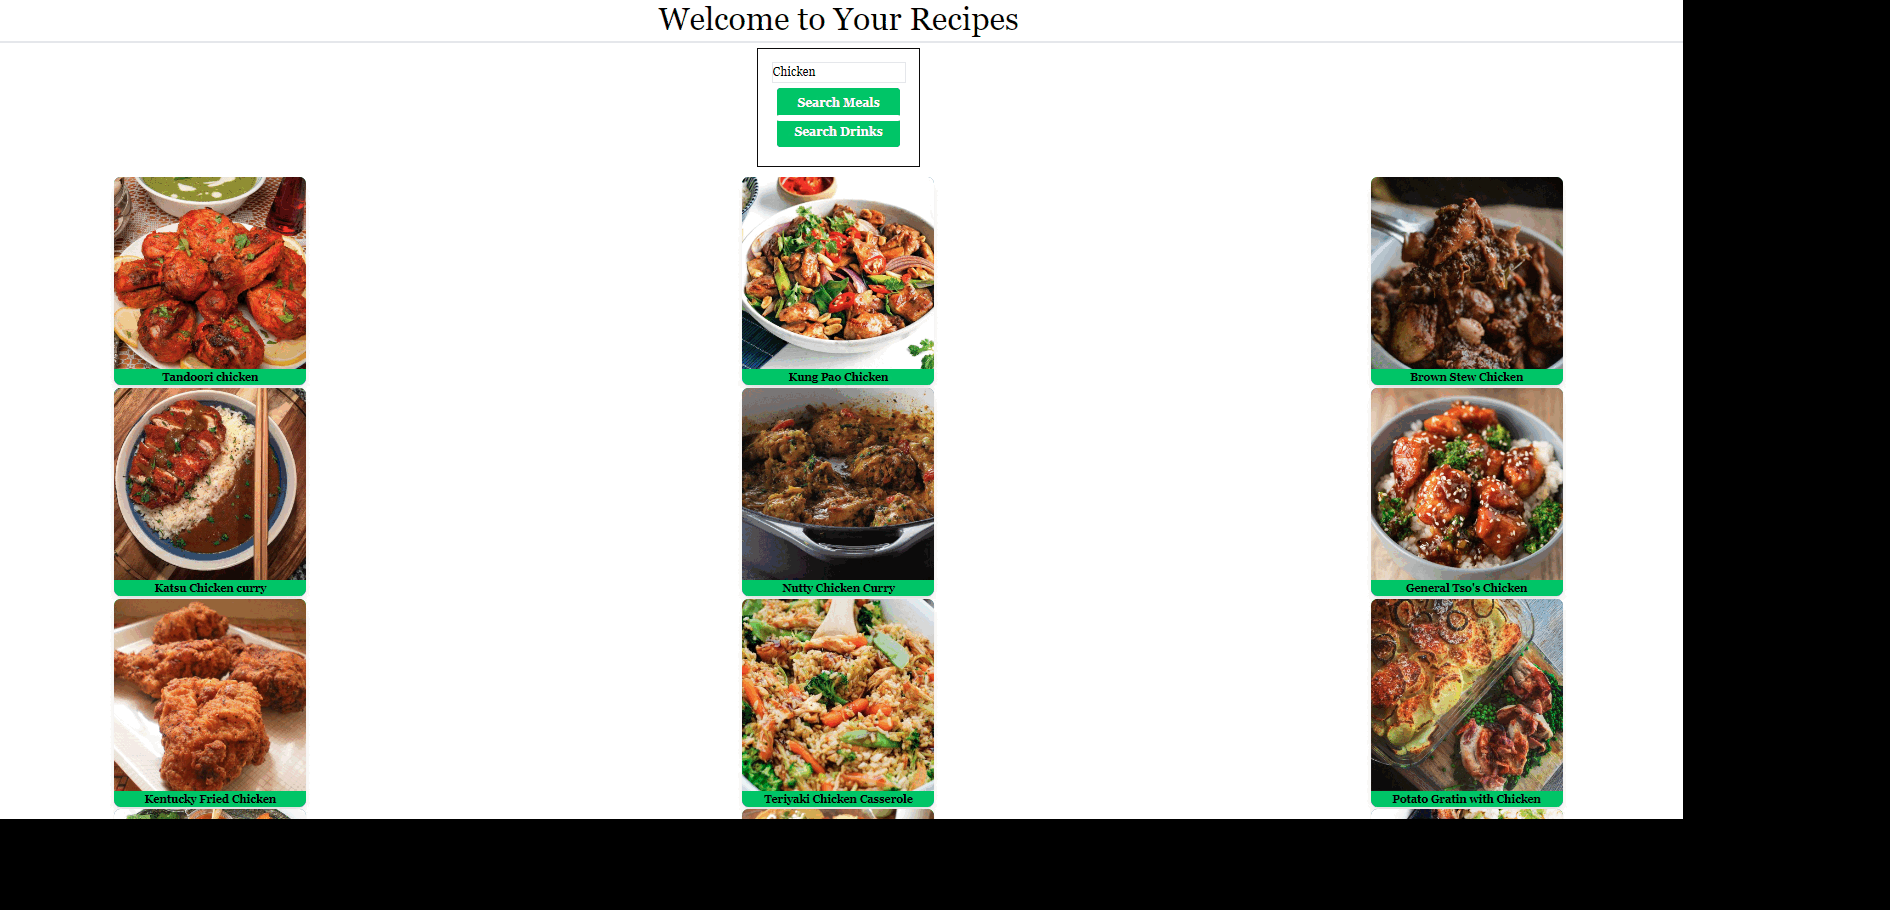 Welcome to Your Recipes
Chicken
Search Meals
Search Drinks
Tandoori chicken
Kung Pao Chicken
Brown Stew Chicken
Katsu Chicken curry
Nutty Chicken Curry
General Tso's Chicken
Kentucky Fried Chicken
Teriyaki Chicken Casserole
Potato Gratin with Chicken